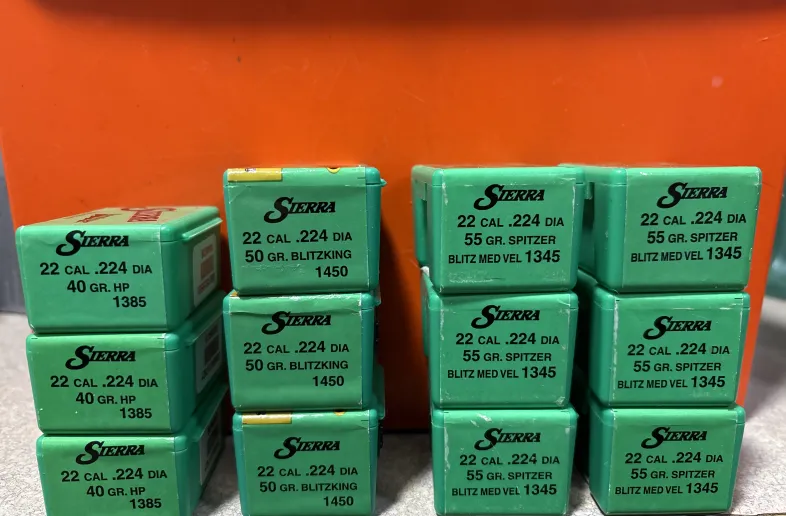 SIERRA
22 CAL .224 DIA
40 GR. HP
1385
SIERRA
22 CAL .224 DIA
40 GR. HP
1385
SIERRA
22 CAL .224 DIA
40 GR. HP
1385
SIERRA
22 CAL .224 DIA
50 GR. BLITZKING
1450
SIERRA
22 CAL .224 DIA
50 GR. BLITZKING
1450
SIERRA
22 CAL .224 DIA
50 GR. BLITZKING
1450
SIERRA
22 CAL .224 DIA
55 GR. SPITZER
BLITZ MED VEL 1345
SIERRA
22 CAL .224 DIA
55 GR. SPITZER
BLITZ MED VEL 1345
SIERRA
22 CAL .224 DIA
55 GR. SPITZER
BLITZ MED VEL 1345
SIERRA
22 CAL .224 DIA
55 GR. SPITZER
BLITZ MED VEL 1345
SIERRA
22 CAL .224 DIA
55 GR. SPITZER
BLITZ MED VEL 1345
SIERRA
22 CAL .224 DIA
55 GR. SPITZER
BLITZ MED VEL 1345